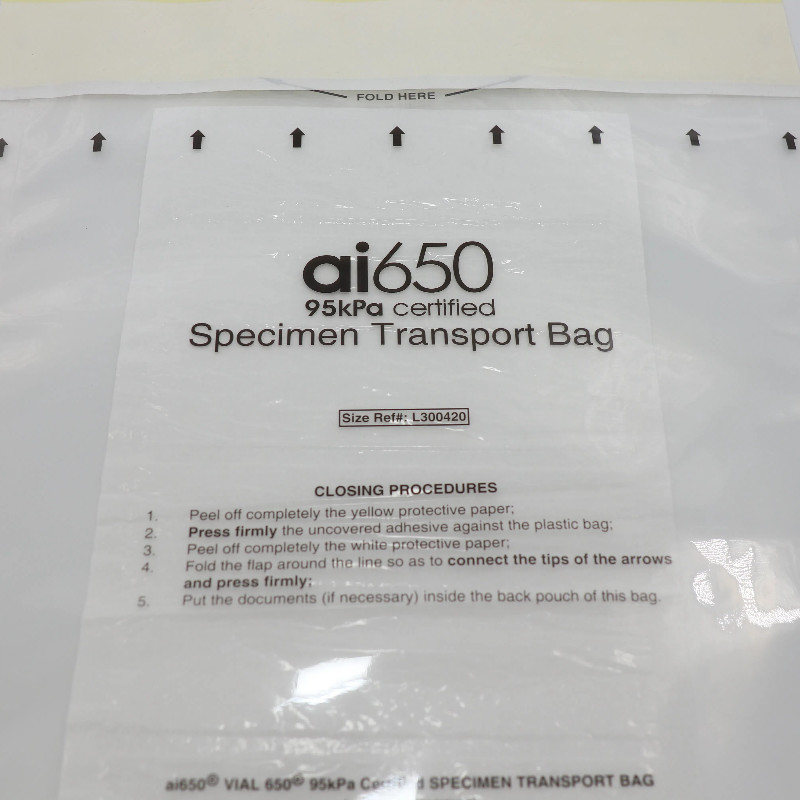 FOLD HERE
ai650
95kPa certified
Specimen Transport Bag
Size Ref#: L300420
CLOSING PROCEDURES
1. Peel off completely the yellow protective paper;
2. Press firmly the uncovered adhesive against the plastic bag;
3. Peel off completely the white protective paper;
4. Fold the flap around the line so as to connect the tips of the arrows
and press firmly;
5. Put the documents (if necessary) inside the back pouch of this bag.
ai650® VIAL 650® 95kPa SPECIMEN TRANSPORT BAG